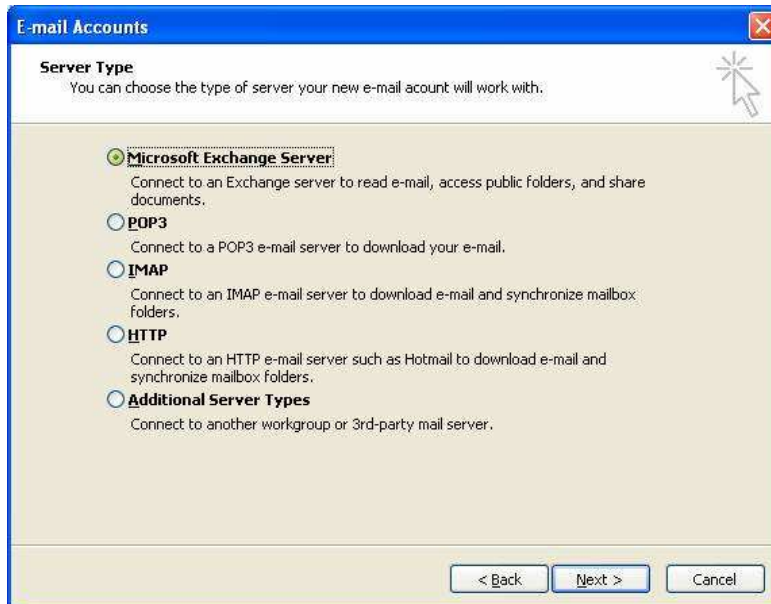 E-mail Accounts
Server Type
You can choose the type of server your new e-mail acount will work with.
Microsoft Exchange Server
Connect to an Exchange server to read e-mail, access public folders, and share
documents.
POP3
Connect to a POP3 e-mail server to download your e-mail.
IMAP
Connect to an IMAP e-mail server to download e-mail and synchronize mailbox
folders.
HTTP
Connect to an HTTP e-mail server such as Hotmail to download e-mail and
synchronize mailbox folders.
Additional Server Types
Connect to another workgroup or 3rd-party mail server.
< Back Next > Cancel